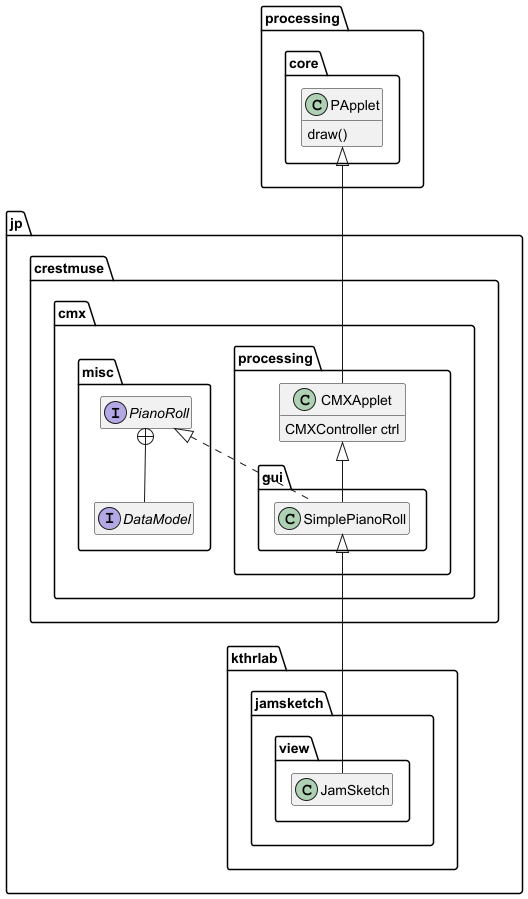 processing
core
C PApplet
draw()
jp
crestmuse
cmx
misc
processing
I PianoRoll
C CMXApplet
CMXController ctrl
gui
I DataModel
C SimplePianoRoll
kthrlab
jamsketch
view
C JamSketch